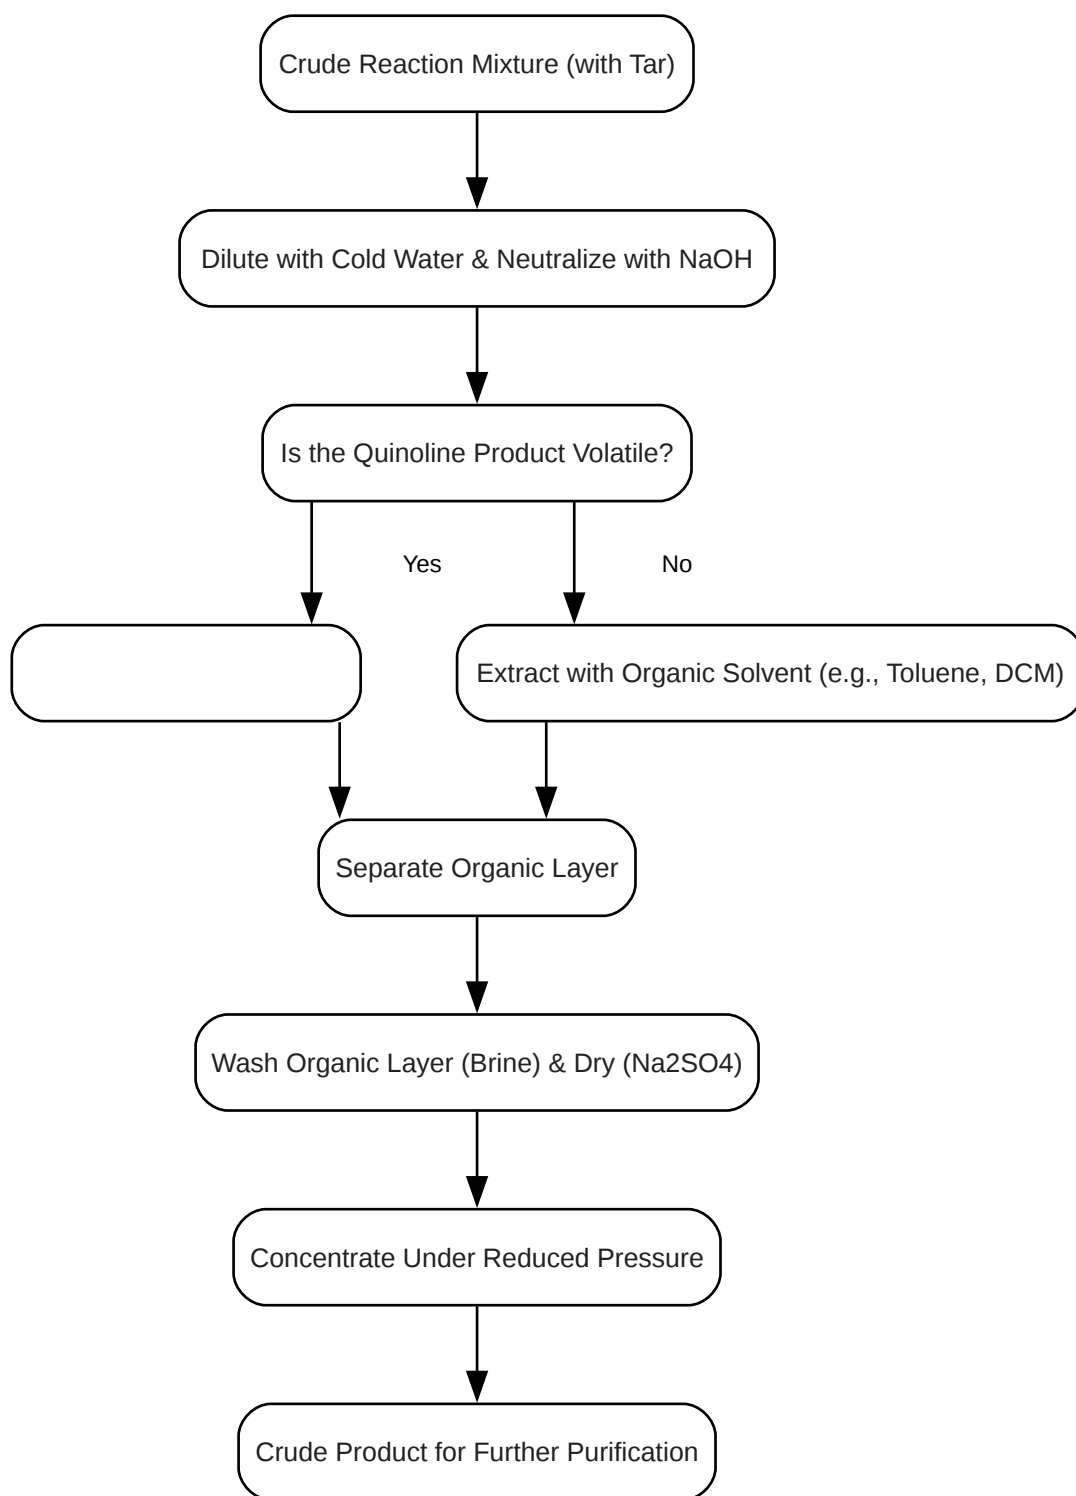 Crude Reaction Mixture (with Tar)
Dilute with Cold Water & Neutralize with NaOH
Is the Quinoline Product Volatile?
Yes
No
Extract with Organic Solvent (e.g., Toluene, DCM)
Separate Organic Layer
Wash Organic Layer (Brine) & Dry (Na2SO4)
Concentrate Under Reduced Pressure
Crude Product for Further Purification